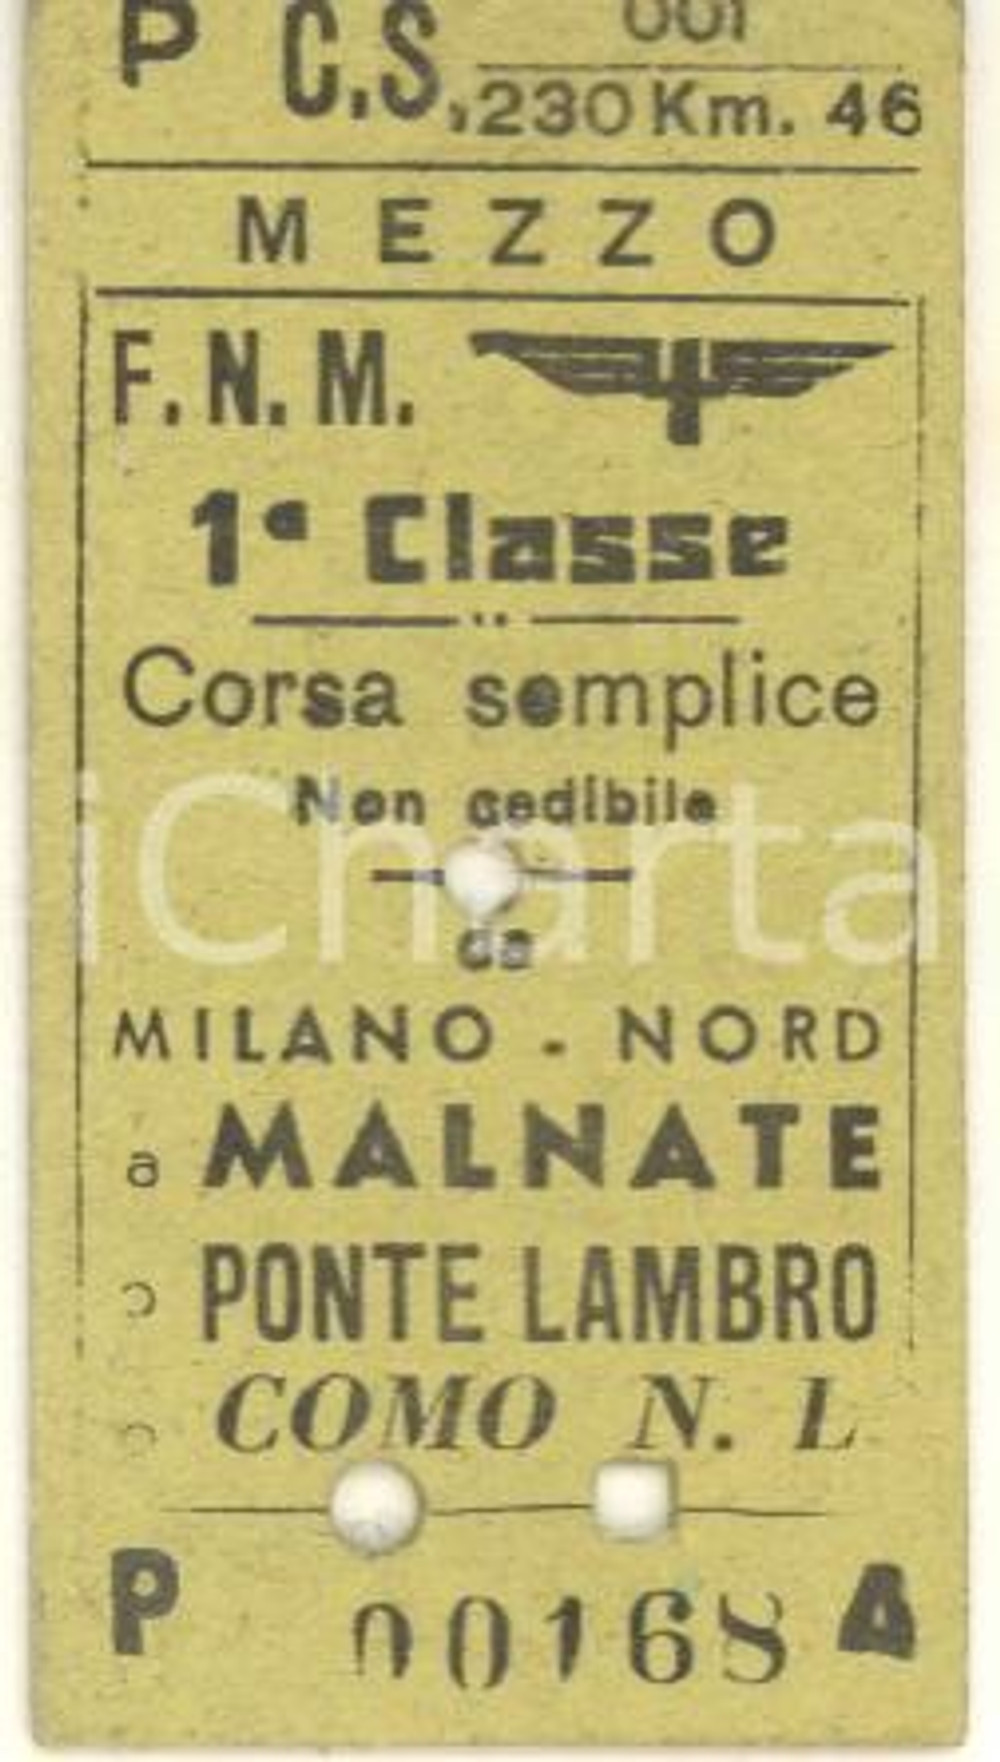 P C.S. 001
230 Km. 46
MEZZO
F.N.M.
1ª Classe
Corsa semplice
Non cedibile
iCharta
da
MILANO - NORD
a MALNATE
o PONTE LAMBRO
o COMO N. L
P 00168 A